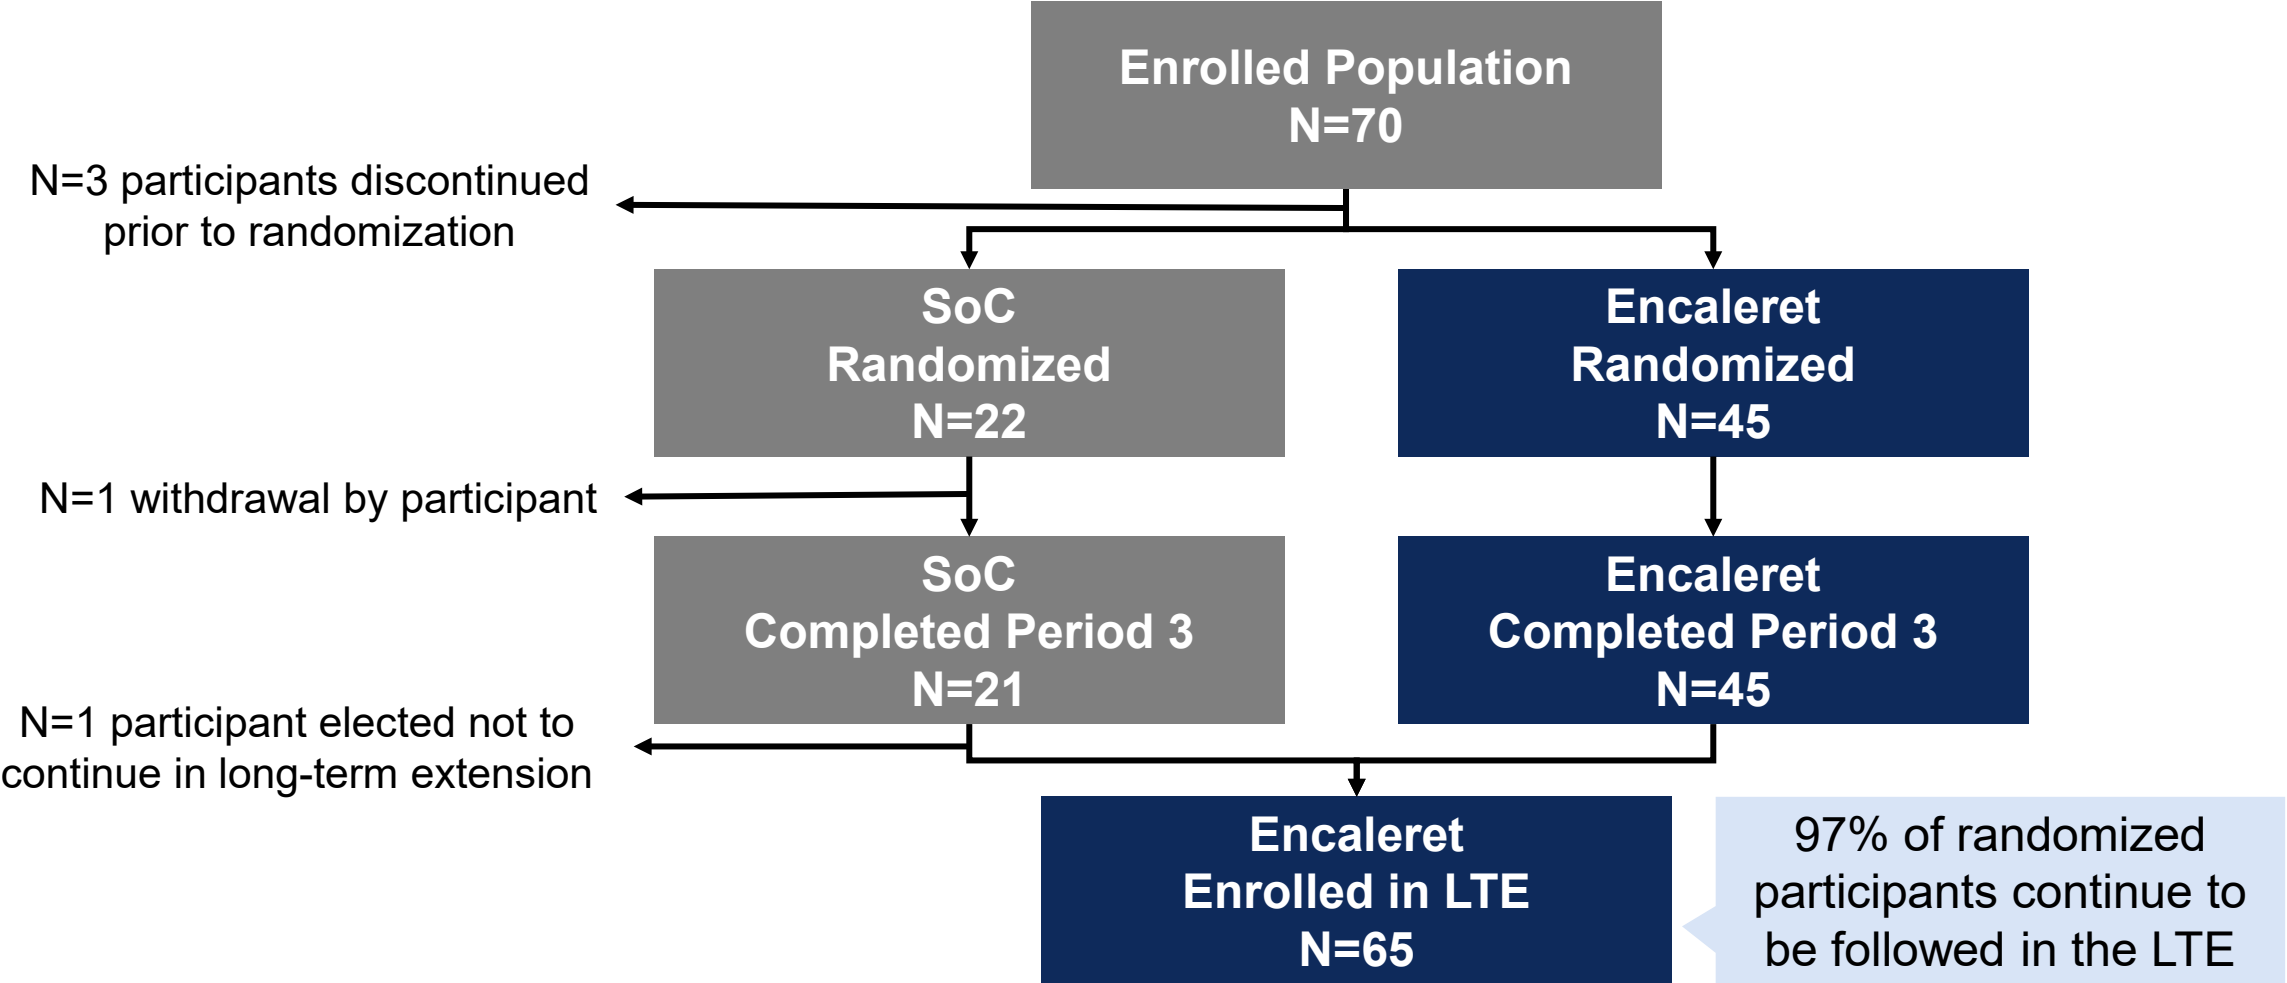 Enrolled Population
N=70
N=3 participants discontinued
prior to randomization
SoC
Randomized
N=22
Encaleret
Randomized
N=45
N=1 withdrawal by participant
SoC
Completed Period 3
N=21
Encaleret
Completed Period 3
N=45
N=1 participant elected not to
continue in long-term extension
Encaleret
Enrolled in LTE
N=65
97% of randomized
participants continue to
be followed in the LTE